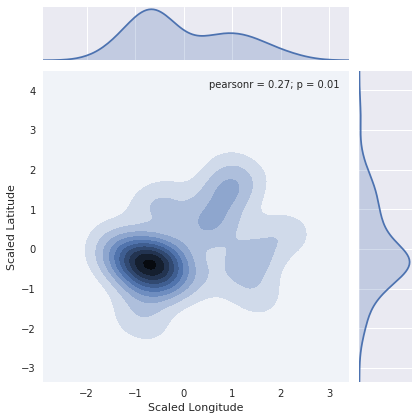 pearsonr = 0.27; p = 0.01
4
3
2
1
0
−1
−2
−3
Scaled Latitude
−2 −1 0 1 2 3
Scaled Longitude